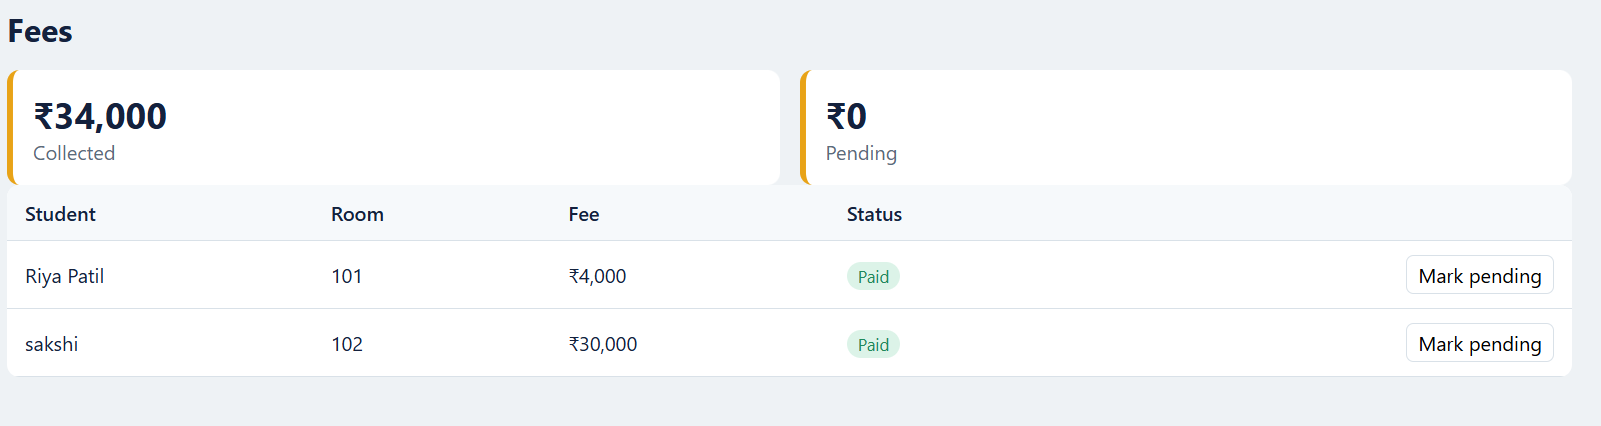 Fees
₹34,000
Collected
₹0
Pending
Student Room Fee Status
Riya Patil 101 ₹4,000 Paid Mark pending
sakshi 102 ₹30,000 Paid Mark pending